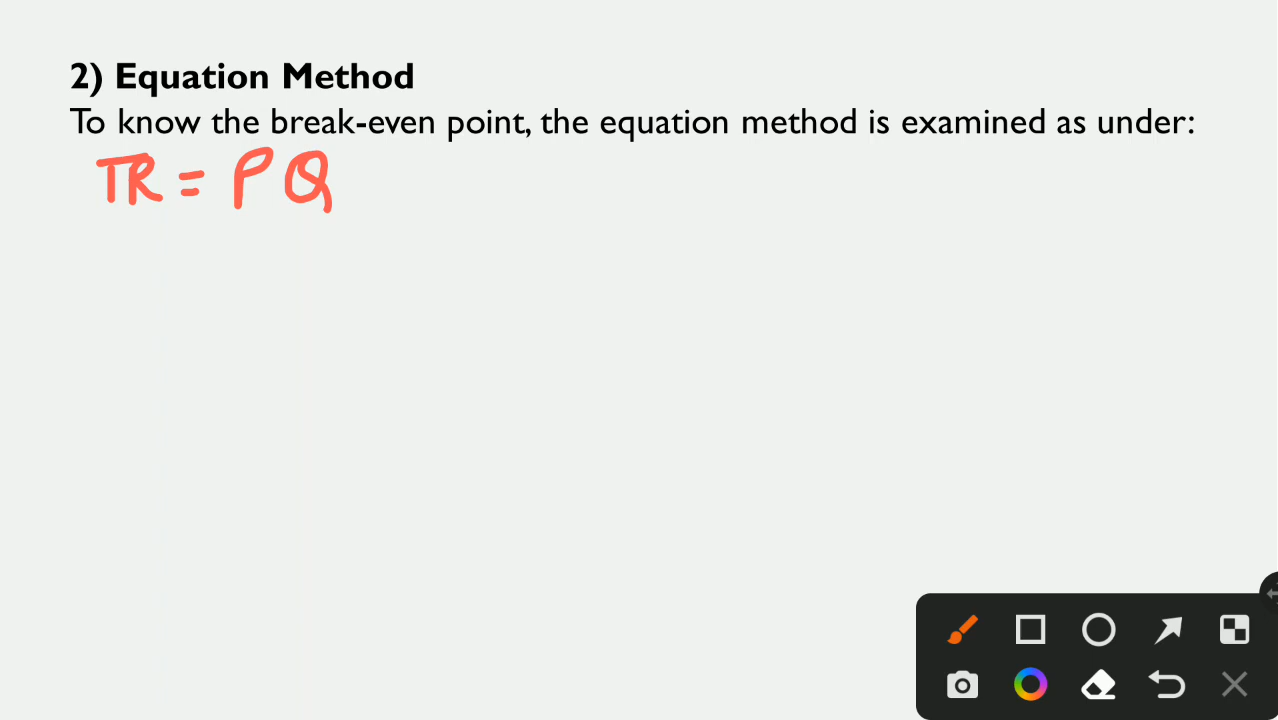 2) Equation Method
To know the break-even point, the equation method is examined as under:
TR = PQ